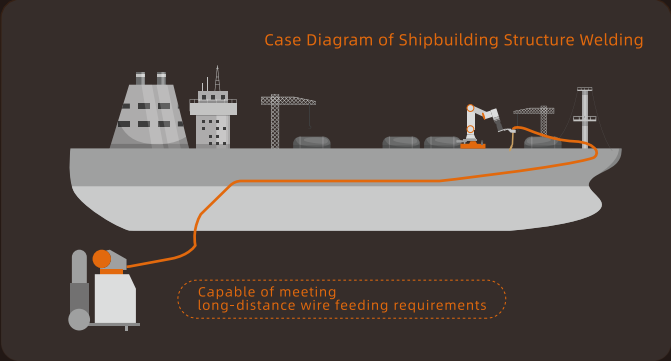 Case Diagram of Shipbuilding Structure Welding
Capable of meeting
long-distance wire feeding requirements